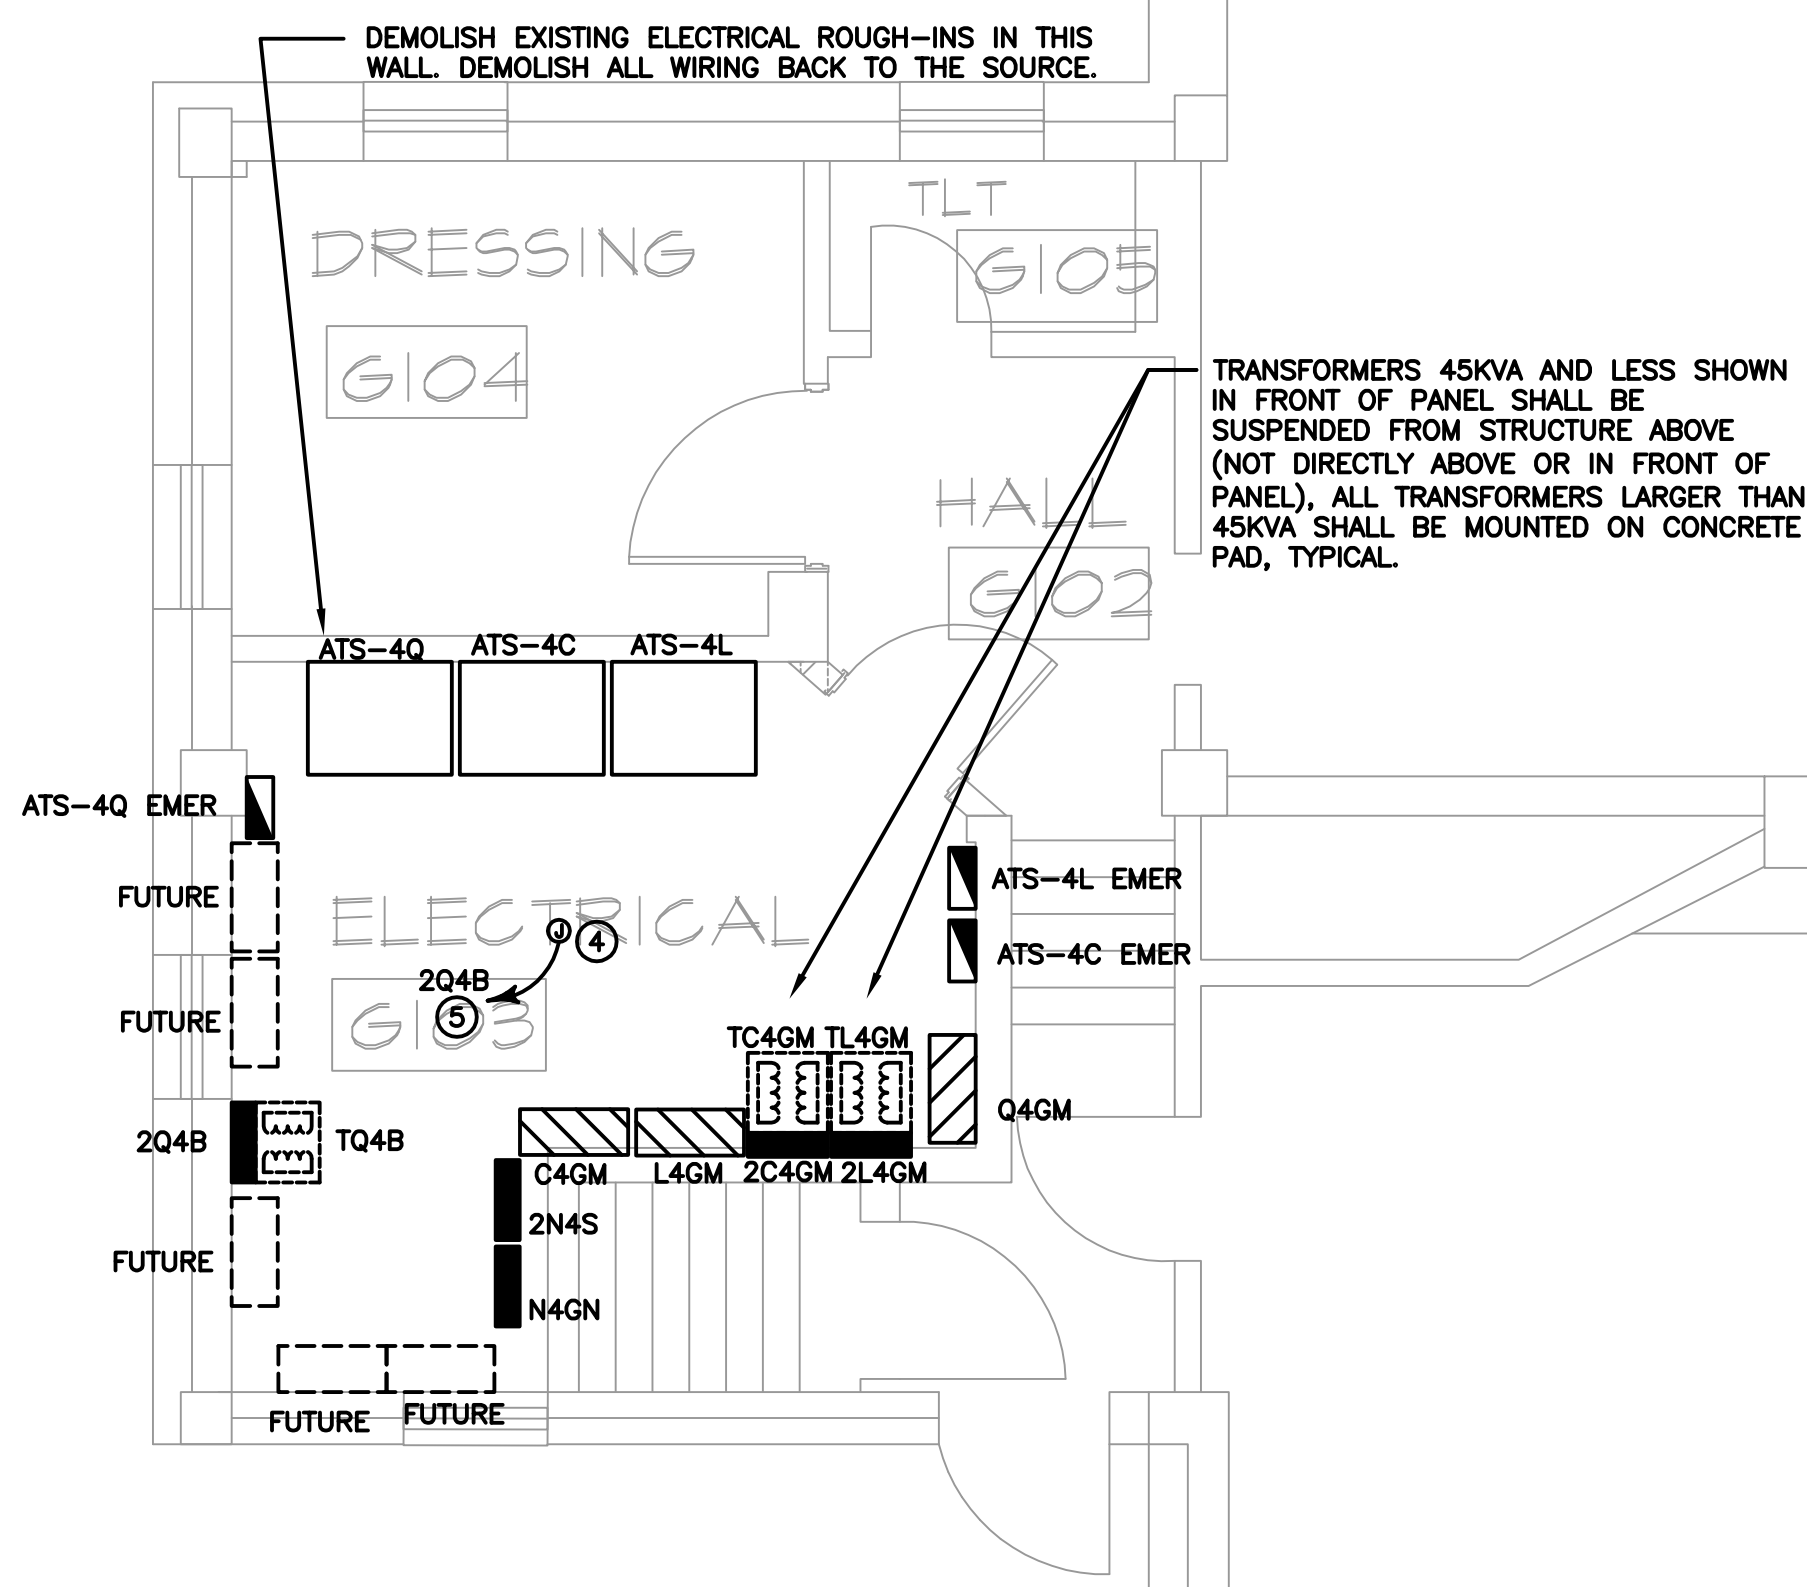 DEMOLISH EXISTING ELECTRICAL ROUGH-INS IN THIS
WALL. DEMOLISH ALL WIRING BACK TO THE SOURCE.
TLT
G105
DRESSING
G104
TRANSFORMERS 45KVA AND LESS SHOWN
IN FRONT OF PANEL SHALL BE
SUSPENDED FROM STRUCTURE ABOVE
(NOT DIRECTLY ABOVE OR IN FRONT OF
PANEL), ALL TRANSFORMERS LARGER THAN
45KVA SHALL BE MOUNTED ON CONCRETE
PAD, TYPICAL.
HALL
G102
ATS-4Q
ATS-4C
ATS-4L
ATS-4Q EMER
FUTURE
ELECTRICAL
J
4
ATS-4L EMER
ATS-4C EMER
2Q4B
5
G103
FUTURE
TC4GM
TL4GM
Q4GM
2Q4B
TQ4B
C4GM
L4GM
2C4GM
2L4GM
2N4S
FUTURE
N4GN
FUTURE
FUTURE